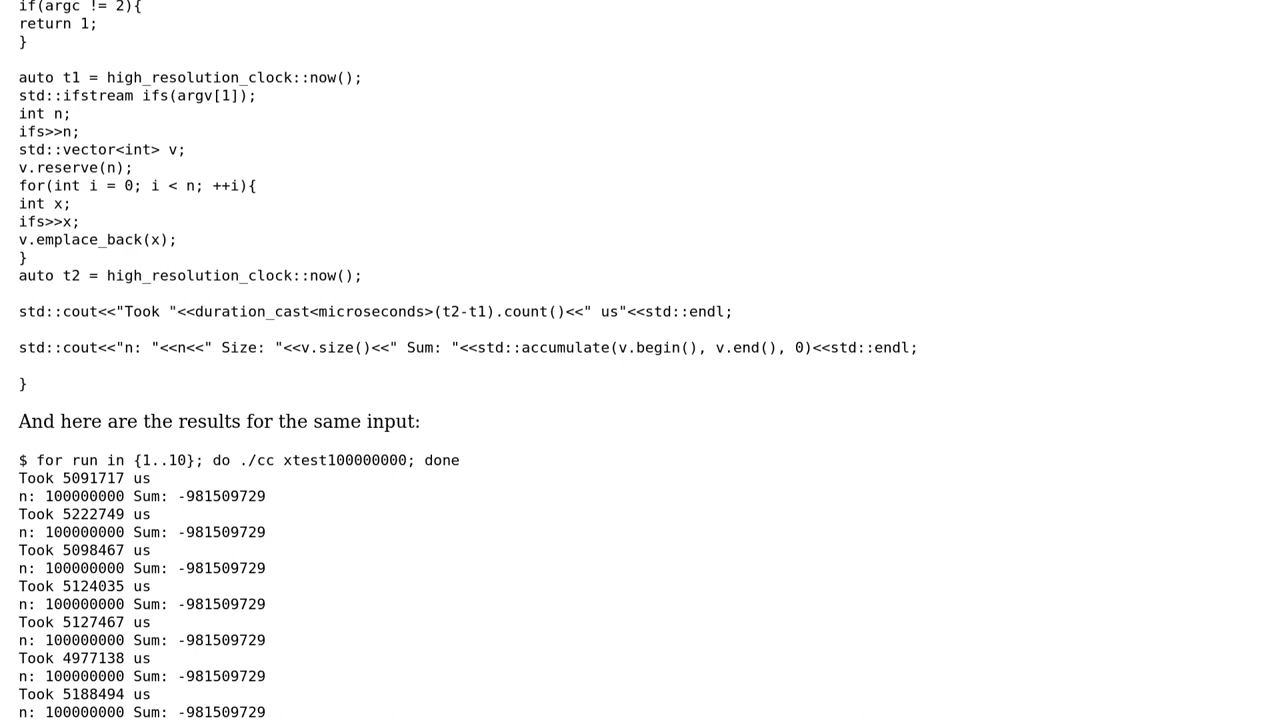 if(argc != 2){
return 1;
}
auto t1 = high_resolution_clock::now();
std::ifstream ifs(argv[1]);
int n;
ifs>>n;
std::vector<int> v;
v.reserve(n);
for(int i = 0; i < n; ++i){
int x;
ifs>>x;
v.emplace_back(x);
}
auto t2 = high_resolution_clock::now();
std::cout<<"Took "<<duration_cast<microseconds>(t2-t1).count()<<" us"<<std::endl;
std::cout<<"n: "<<n<<" Size: "<<v.size()<<" Sum: "<<std::accumulate(v.begin(), v.end(), 0)<<std::endl;
}
And here are the results for the same input:
$ for run in {1..10}; do ./cc xtest100000000; done
Took 5091717 us
n: 100000000 Sum: -981509729
Took 5222749 us
n: 100000000 Sum: -981509729
Took 5098467 us
n: 100000000 Sum: -981509729
Took 5124035 us
n: 100000000 Sum: -981509729
Took 5127467 us
n: 100000000 Sum: -981509729
Took 4977138 us
n: 100000000 Sum: -981509729
Took 5188494 us
n: 100000000 Sum: -981509729